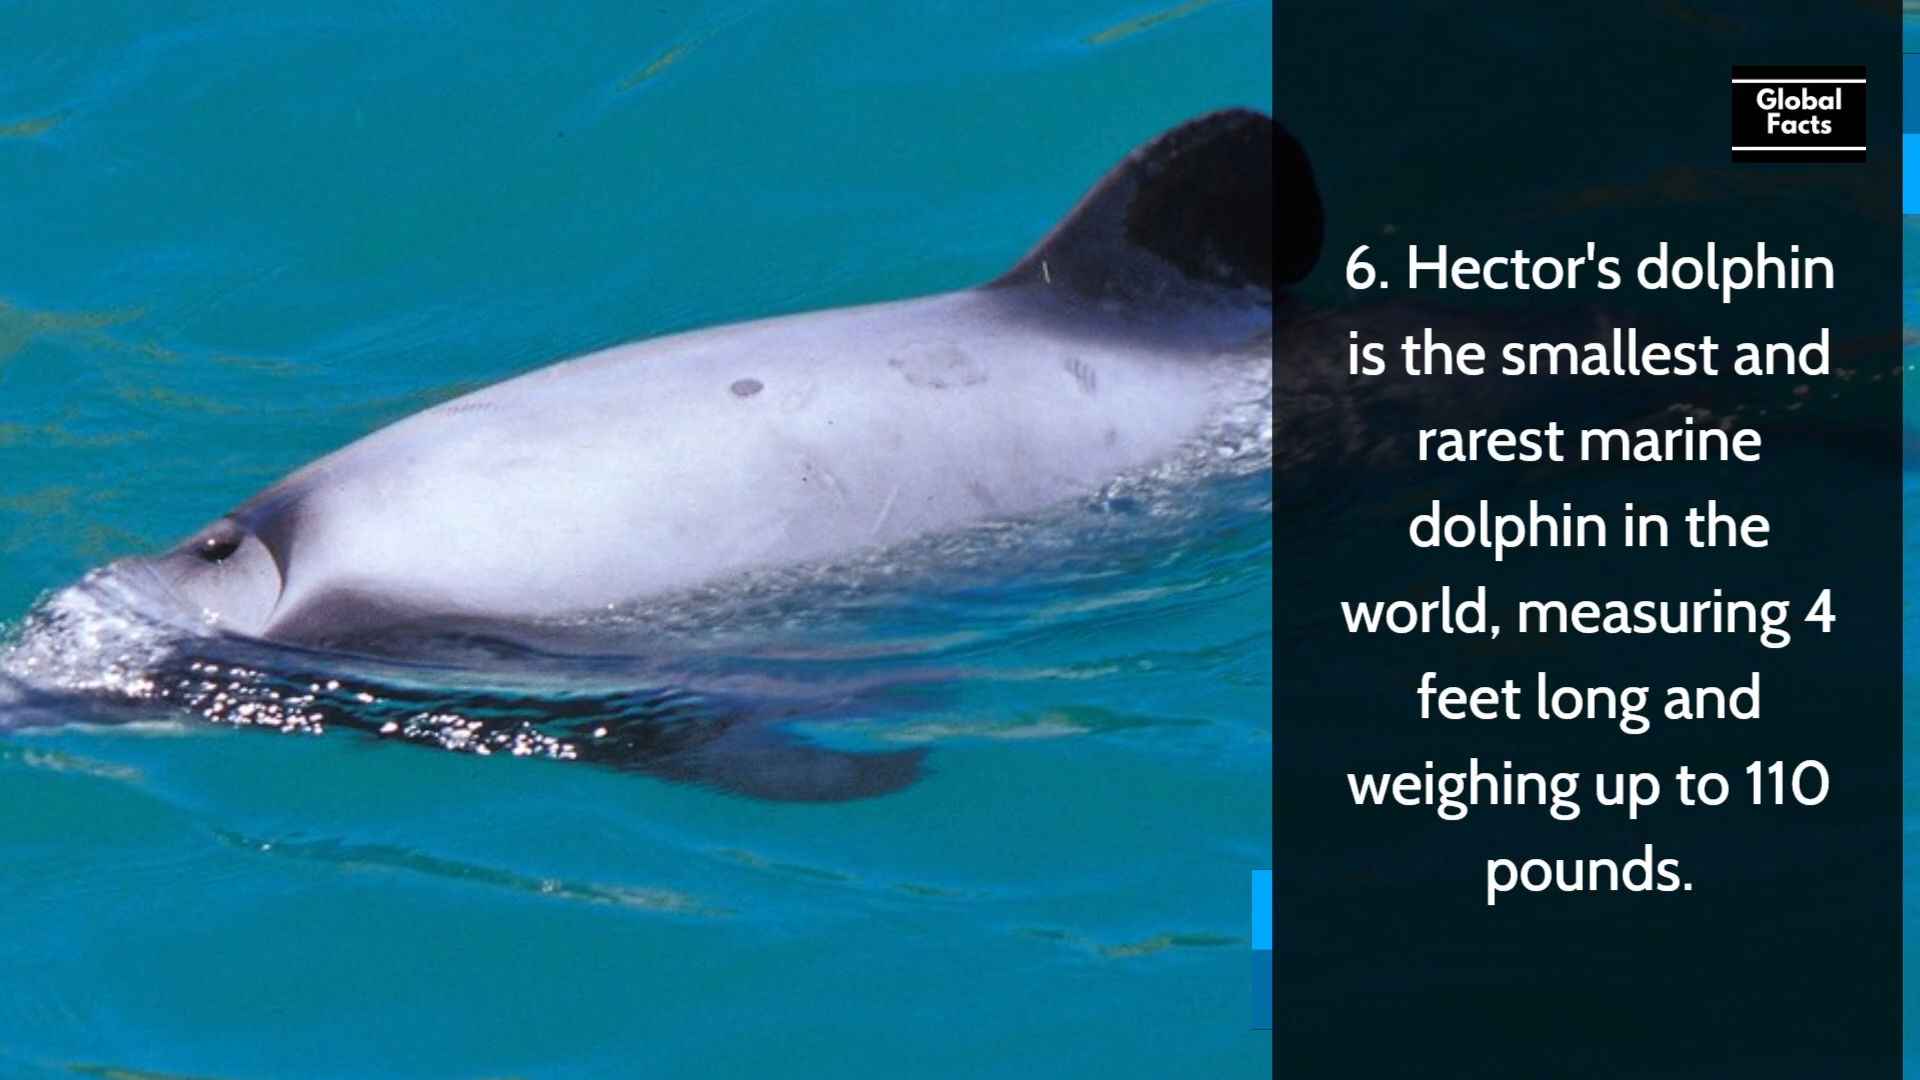 Global
Facts
6. Hector's dolphin
is the smallest and
rarest marine
dolphin in the
world, measuring 4
feet long and
weighing up to 110
pounds.